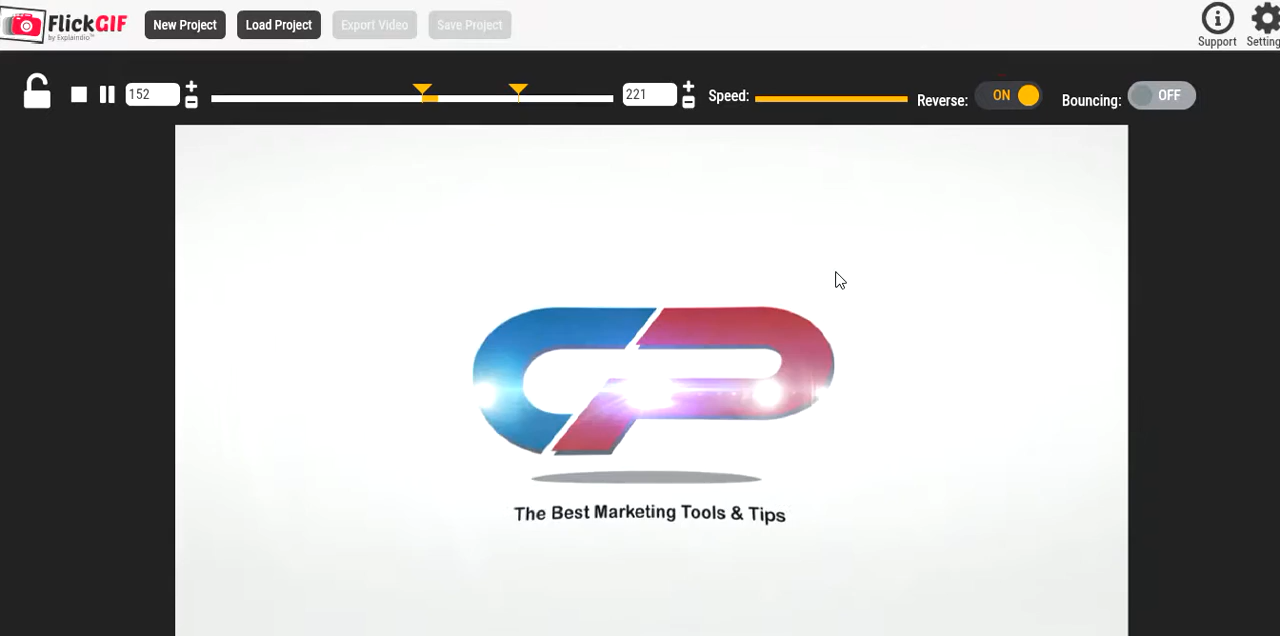 FlickGIF
by Explaindio™
New Project
Load Project
Export Video
Save Project
Support
Setting
152
221
Speed:
Reverse:
ON
Bouncing:
OFF
The Best Marketing Tools & Tips